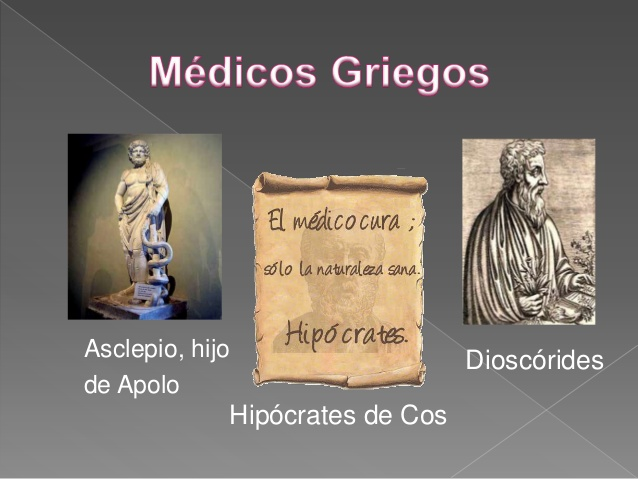 Médicos Griegos
El médico cura ;
sólo la naturaleza sana.
Hipócrates.
Asclepio, hijo
de Apolo
Hipócrates de Cos
Dioscórides